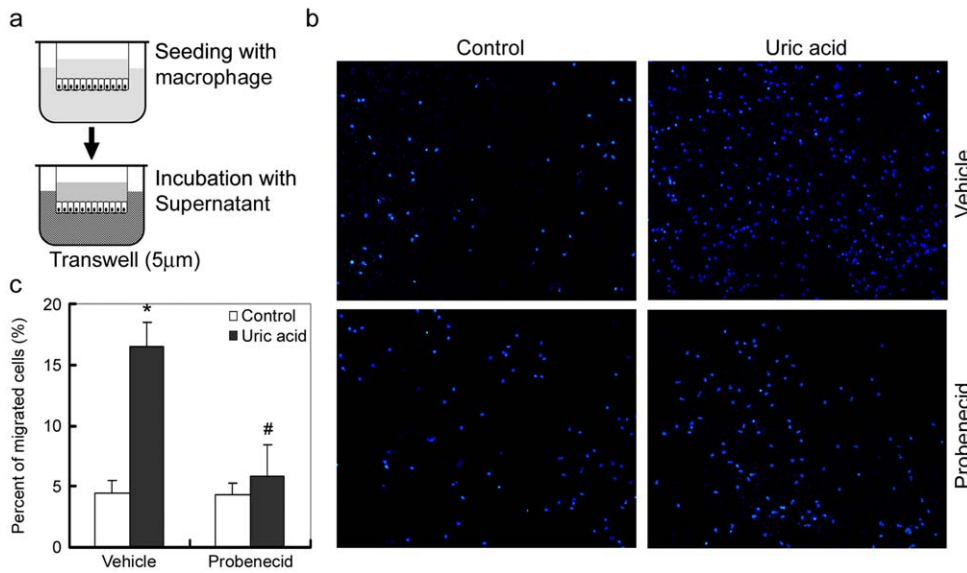 a
Seeding with
macrophage
Incubation with
Supernatant
Transwell (5μm)
b
Control
Uric acid
Vehicle
Probenecid
c
Percent of migrated cells (%)
20
15
10
5
0
*
#
Control
Uric acid
Vehicle
Probenecid